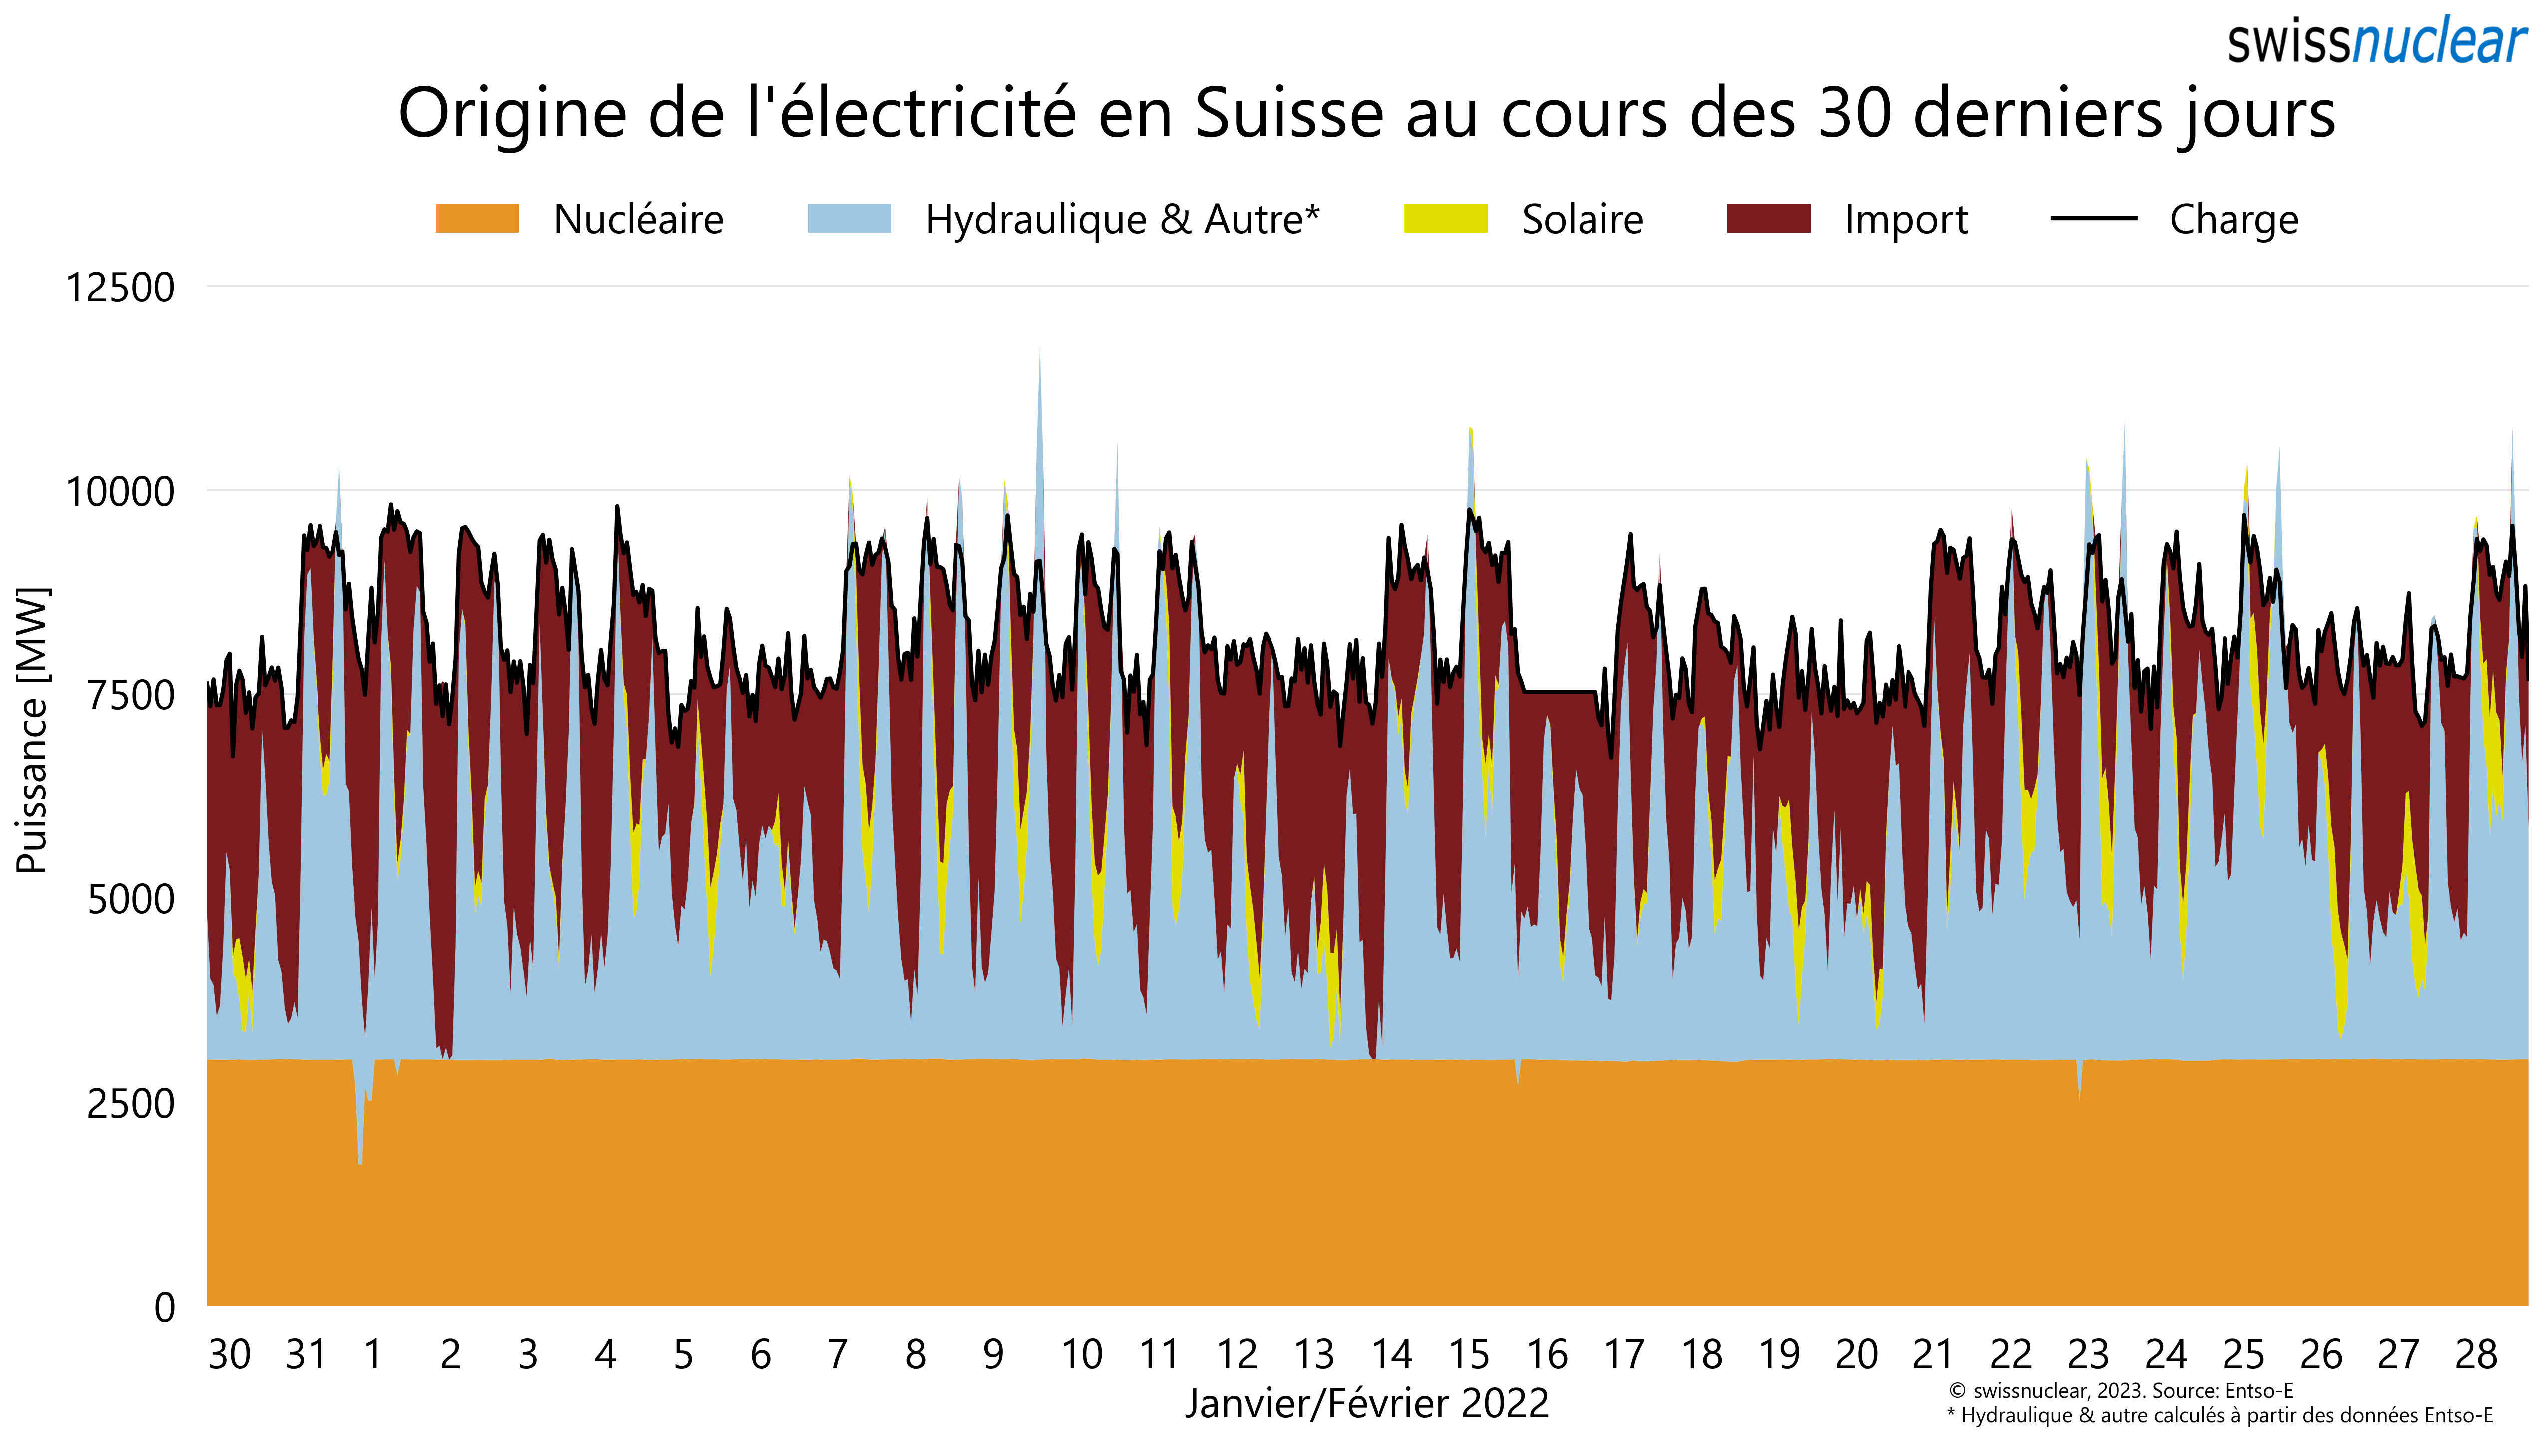 swissnuclear
Origine de l'électricité en Suisse au cours des 30 derniers jours
Nucléaire Hydraulique & Autre* Solaire Import Charge
12500
10000
7500
5000
2500
0
Puissance [MW]
30 31 1 2 3 4 5 6 7 8 9 10 11 12 13 14 15 16 17 18 19 20 21 22 23 24 25 26 27 28
Janvier/Février 2022
© swissnuclear, 2023. Source: Entso-E
* Hydraulique & autre calculés à partir des données Entso-E